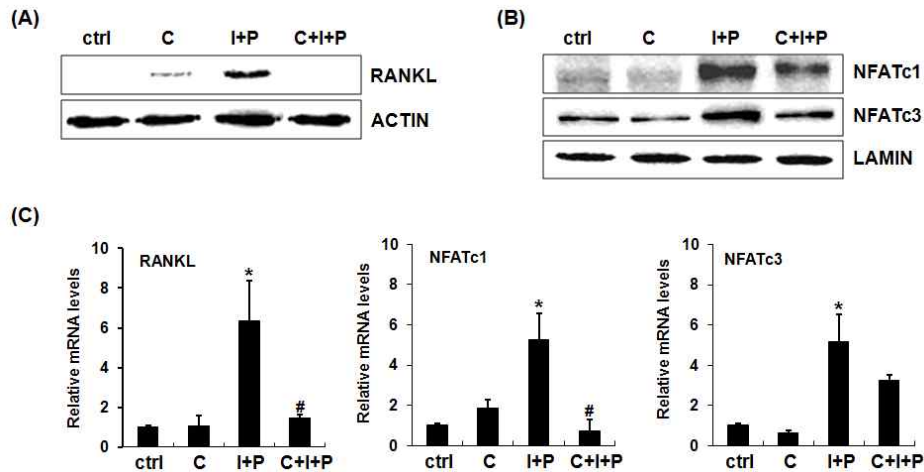 (A)
ctrl C I+P C+I+P
RANKL
ACTIN
(B)
ctrl C I+P C+I+P
NFATc1
NFATc3
LAMIN
(C)
Relative mRNA levels
10
8
6
4
2
0
RANKL
*
#
ctrl C I+P C+I+P
Relative mRNA levels
10
8
6
4
2
0
NFATc1
*
#
ctrl C I+P C+I+P
Relative mRNA levels
10
8
6
4
2
0
NFATc3
*
ctrl C I+P C+I+P